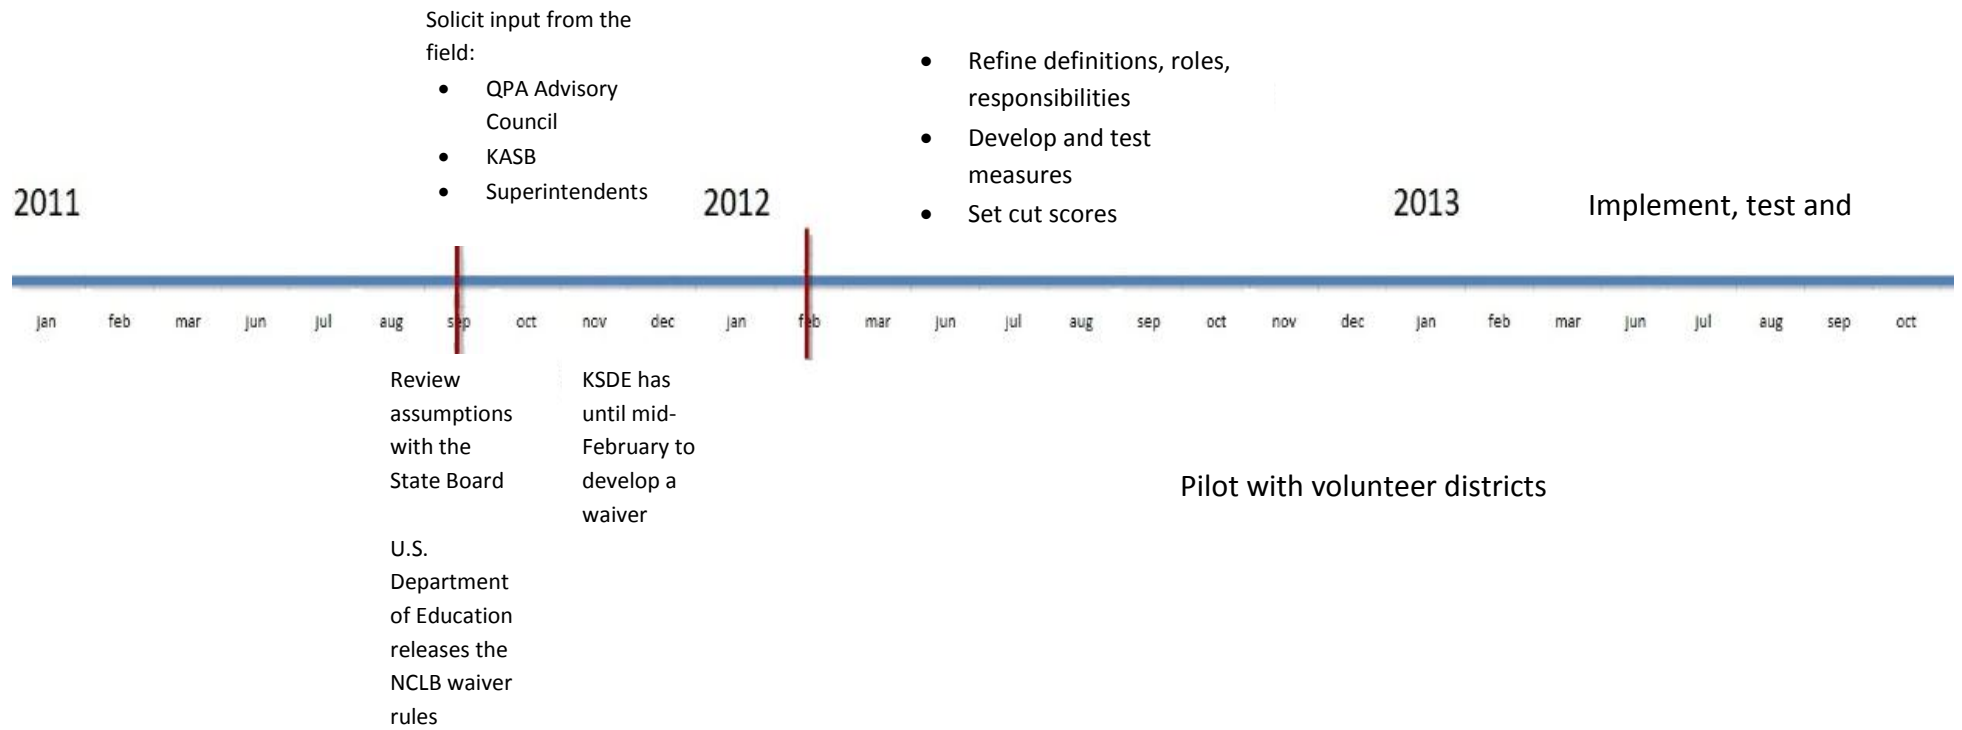 Solicit input from the
field:
• QPA Advisory
Council
• KASB
• Superintendents
• Refine definitions, roles,
responsibilities
• Develop and test
measures
• Set cut scores
2011
2012
2013
Implement, test and
jan feb mar jun jul aug sep oct nov dec jan feb mar jun jul aug sep oct nov dec jan feb mar jun jul aug sep oct
Review
assumptions
with the
State Board
U.S.
Department
of Education
releases the
NCLB waiver
rules
KSDE has
until mid-
February to
develop a
waiver
Pilot with volunteer districts